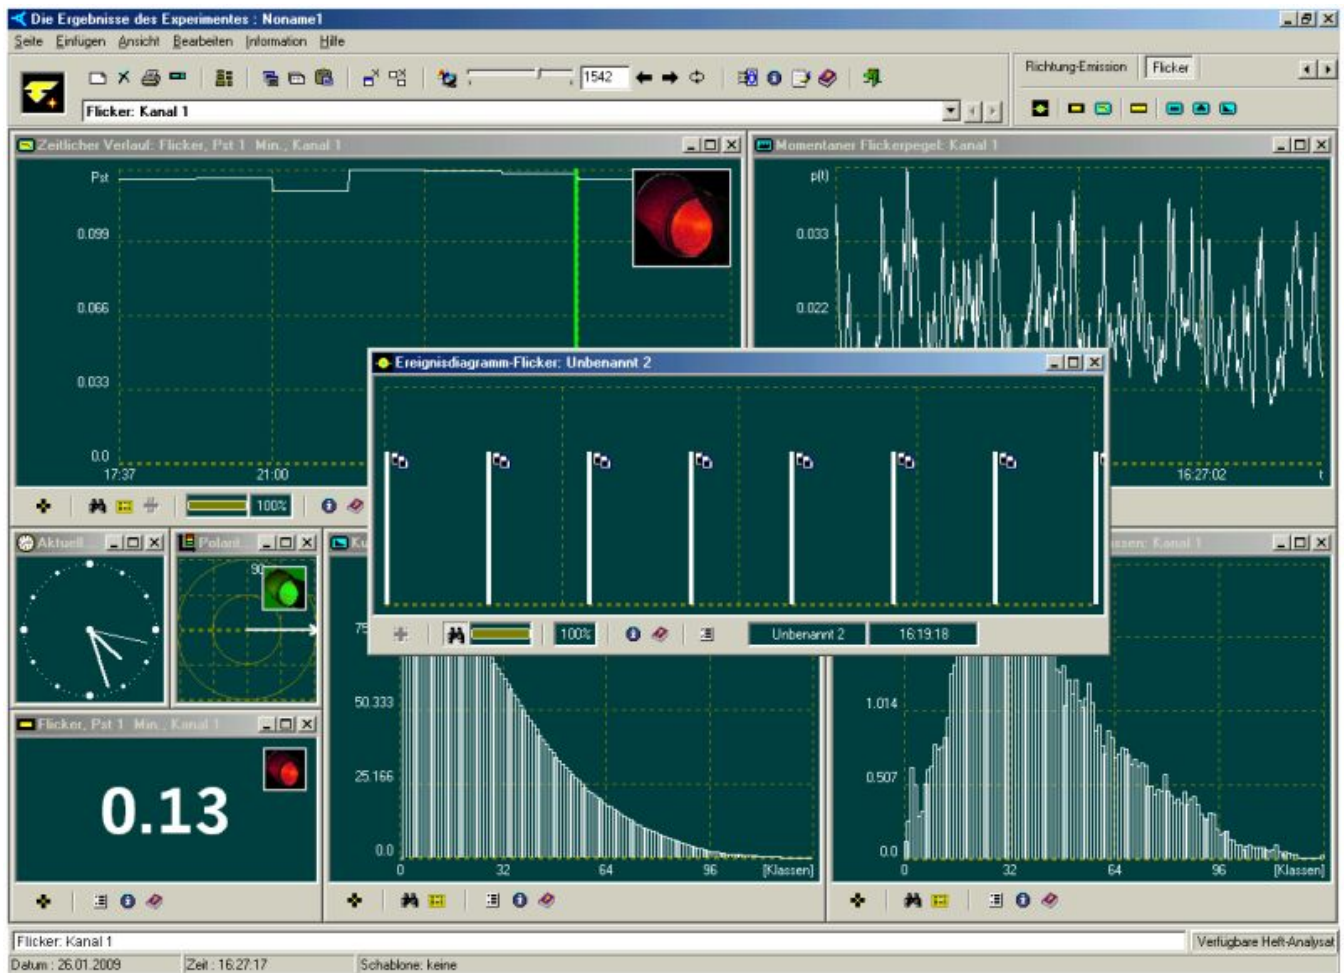 Die Ergebnisse des Experimentes : Noname1
Seite Einfügen Ansicht Bearbeiten Information Hilfe
1542
Richtung-Emission Flicker
Flicker: Kanal 1
Zeitlicher Verlauf: Flicker, Pst 1 Min., Kanal 1
Momentaner Flickerpegel: Kanal 1
Pst
0.099
0.066
0.033
0.0
17:37 21:00
100%
p(t)
0.033
0.022
16:27:02 t
Ereignisdiagramm-Flicker: Unbenannt 2
100% Unbenannt 2 16:19:18
Aktuell...
Polarit...
90
Ku
75
50.333
25.166
0.0
0 32 64 96 [Klassen]
ssen: Kanal 1
1.014
0.507
0.0
0 32 64 96 [Klassen]
Flicker, Pst 1 Min., Kanal 1
0.13
Flicker: Kanal 1
Verfügbare Heft-Analysat
Datum : 26.01.2009 Zeit : 16:27:17 Schablone: keine